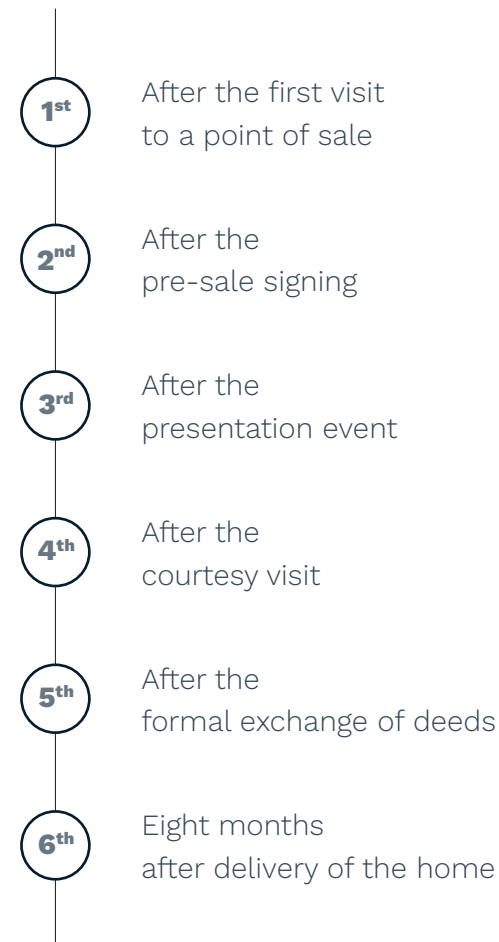 1st
After the first visit
to a point of sale
2nd
After the
pre-sale signing
3rd
After the
presentation event
4th
After the
courtesy visit
5th
After the
formal exchange of deeds
6th
Eight months
after delivery of the home